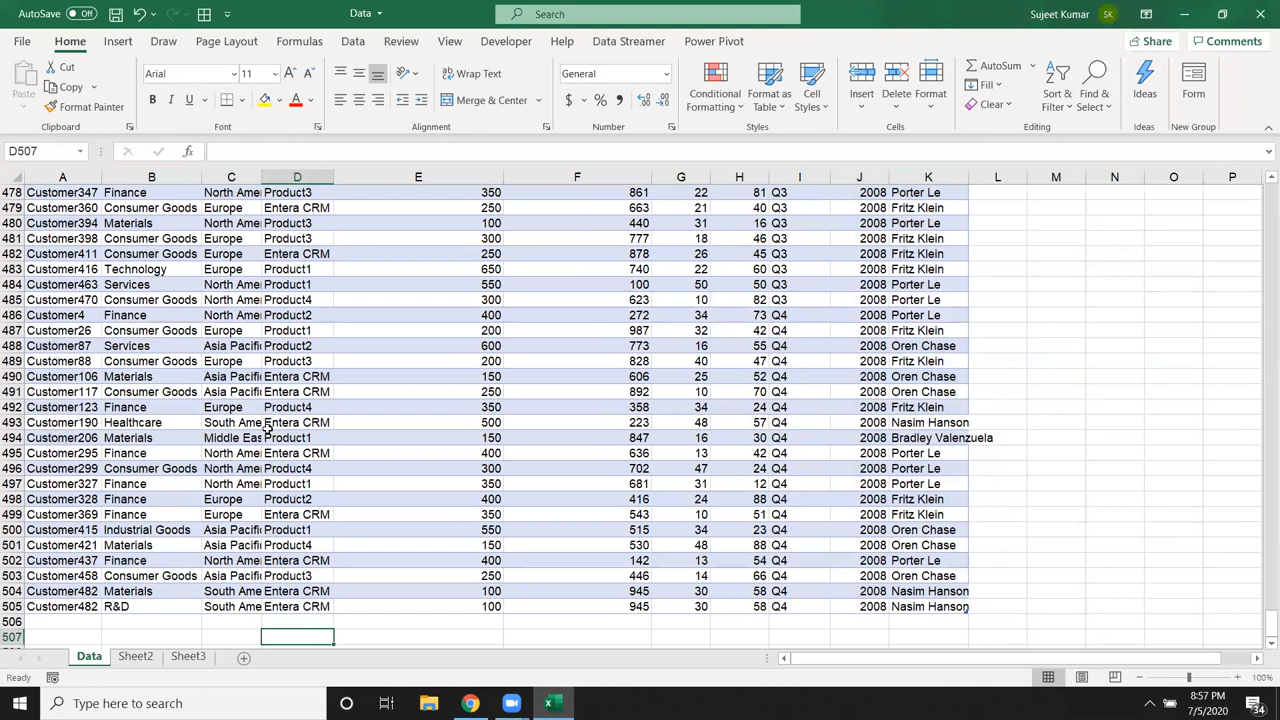 AutoSave Off Data Search Sujeet Kumar SK
File Home Insert Draw Page Layout Formulas Data Review View Developer Help Data Streamer Power Pivot Share Comments
Paste Cut Copy Format Painter Clipboard
Arial 11 A A B I U A Font
Wrap Text Merge & Center Alignment
General $ % Number
Conditional Formatting Format as Table Cell Styles Styles
Insert Delete Format Cells
AutoSum Fill Clear Sort & Filter Find & Select Editing
Ideas Ideas
Form New Group
D507 fx
A B C D E F G H I J K L M N O P
478 Customer347 Finance North Ame Product3 350 861 22 81 Q3 2008 Porter Le
479 Customer360 Consumer Goods Europe Entera CRM 250 663 21 40 Q3 2008 Fritz Klein
480 Customer394 Materials North Ame Product3 100 440 31 16 Q3 2008 Porter Le
481 Customer398 Consumer Goods Europe Product3 300 777 18 46 Q3 2008 Fritz Klein
482 Customer411 Consumer Goods Europe Entera CRM 250 878 26 45 Q3 2008 Fritz Klein
483 Customer416 Technology Europe Product1 650 740 22 60 Q3 2008 Fritz Klein
484 Customer463 Services North Ame Product1 550 100 50 50 Q3 2008 Porter Le
485 Customer470 Consumer Goods Europe Product4 300 623 10 82 Q3 2008 Fritz Klein
486 Customer4 Finance North Ame Product2 400 272 34 73 Q4 2008 Porter Le
487 Customer26 Consumer Goods Europe Product1 200 987 32 42 Q4 2008 Fritz Klein
488 Customer87 Services Asia Pacifi Product2 600 773 16 55 Q4 2008 Oren Chase
489 Customer88 Consumer Goods Europe Product3 200 828 40 47 Q4 2008 Fritz Klein
490 Customer106 Materials Asia Pacifi Entera CRM 150 606 25 52 Q4 2008 Oren Chase
491 Customer117 Consumer Goods Asia Pacifi Entera CRM 250 892 10 70 Q4 2008 Oren Chase
492 Customer123 Finance Europe Product4 350 358 34 24 Q4 2008 Fritz Klein
493 Customer190 Healthcare South Ame Entera CRM 500 223 48 57 Q4 2008 Nasim Hanson
494 Customer206 Materials Middle Eas Product1 150 847 16 30 Q4 2008 Bradley Valenzuela
495 Customer295 Finance North Ame Entera CRM 400 636 13 42 Q4 2008 Porter Le
496 Customer299 Consumer Goods North Ame Product4 300 702 47 24 Q4 2008 Porter Le
497 Customer327 Finance North Ame Product1 350 681 31 12 Q4 2008 Porter Le
498 Customer328 Finance Europe Product2 400 416 24 88 Q4 2008 Fritz Klein
499 Customer369 Finance Europe Entera CRM 400 543 10 51 Q4 2008 Fritz Klein
500 Customer415 Industrial Goods Asia Pacifi Product1 550 515 34 23 Q4 2008 Oren Chase
501 Customer421 Materials Asia Pacifi Product4 150 530 48 88 Q4 2008 Oren Chase
502 Customer437 Finance North Ame Entera CRM 400 142 13 54 Q4 2008 Porter Le
503 Customer458 Consumer Goods Asia Pacifi Product3 250 446 14 66 Q4 2008 Oren Chase
504 Customer482 Materials South Ame Entera CRM 100 945 30 58 Q4 2008 Nasim Hanson
505 Customer482 R&D South Ame Entera CRM 100 945 30 58 Q4 2008 Nasim Hanson
506
507
Data Sheet2 Sheet3
Ready 100%
Type here to search 8:57 PM
7/5/2020 34